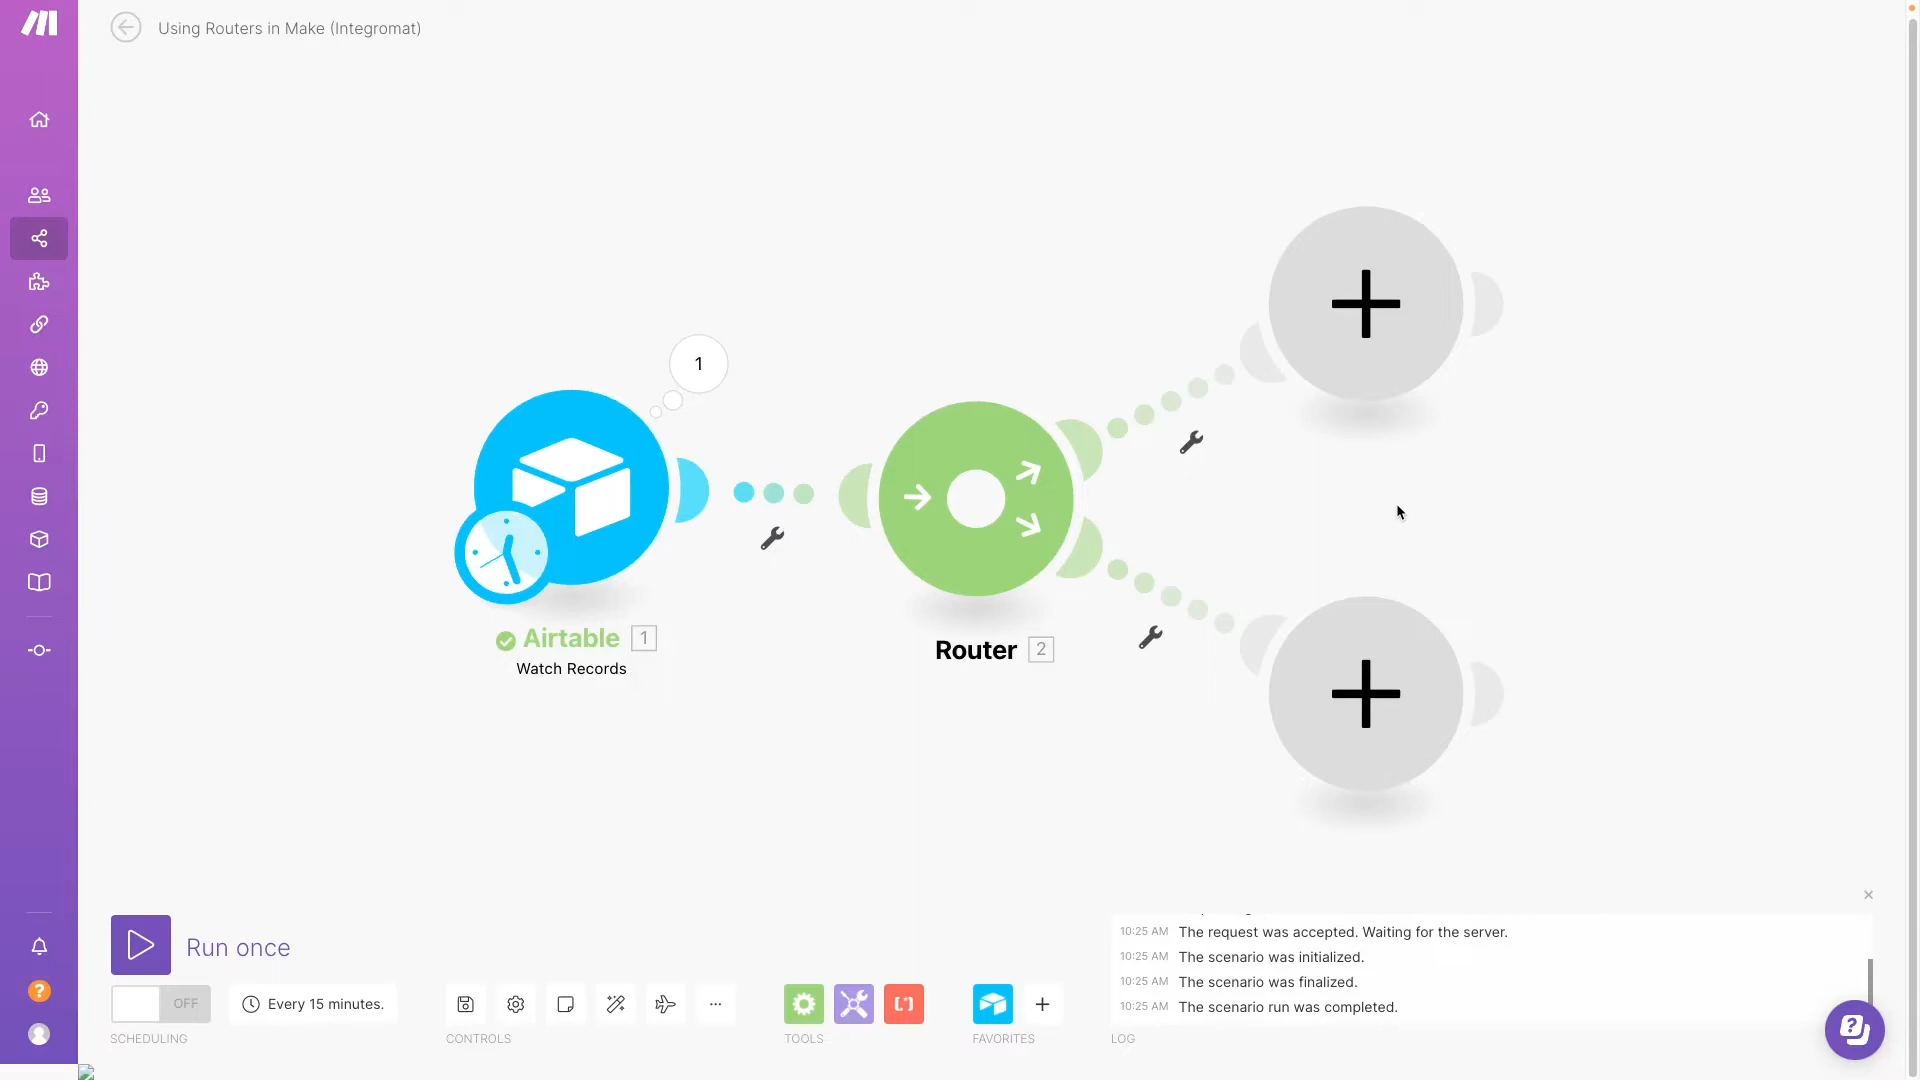 Using Routers in Make (Integromat)
1
Airtable 1
Watch Records
Router 2
Run once
OFF
Every 15 minutes.
SCHEDULING
CONTROLS
TOOLS
FAVORITES
10:25 AM The request was accepted. Waiting for the server.
10:25 AM The scenario was initialized.
10:25 AM The scenario was finalized.
10:25 AM The scenario run was completed.
LOG